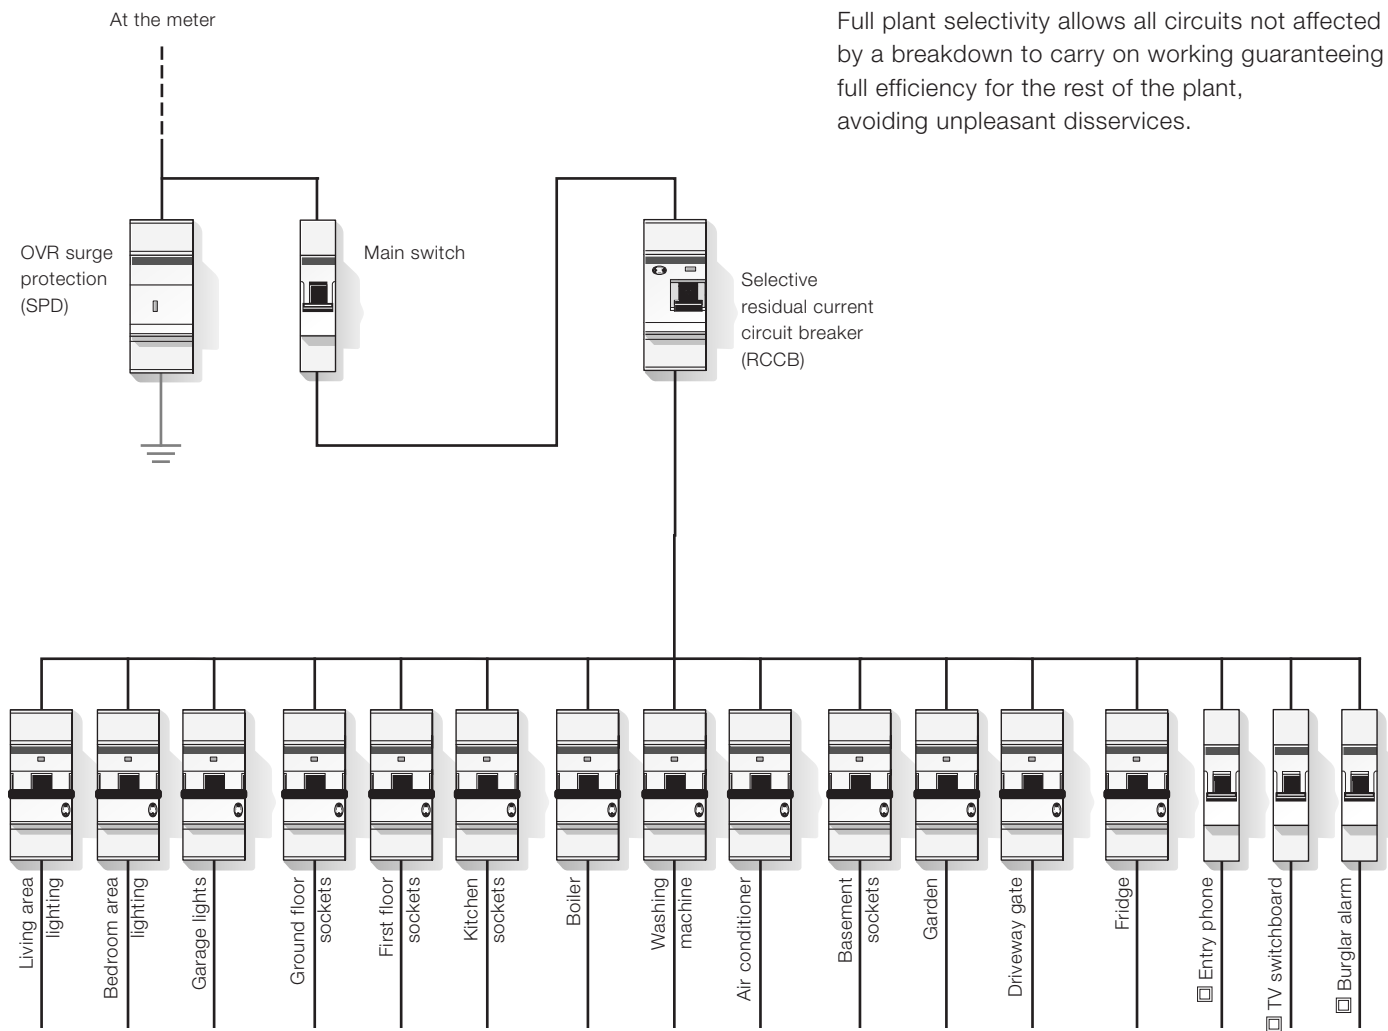 At the meter
Full plant selectivity allows all circuits not affected
by a breakdown to carry on working guaranteeing
full efficiency for the rest of the plant,
avoiding unpleasant disservices.
OVR surge
protection
(SPD)
Main switch
Selective
residual current
circuit breaker
(RCCB)
Living area
lighting
Bedroom area
lighting
Garage lights
Ground floor
sockets
First floor
sockets
Kitchen
sockets
Boiler
Washing
machine
Air conditioner
Basement
sockets
Garden
Driveway gate
Fridge
Entry phone
TV switchboard
Burglar alarm